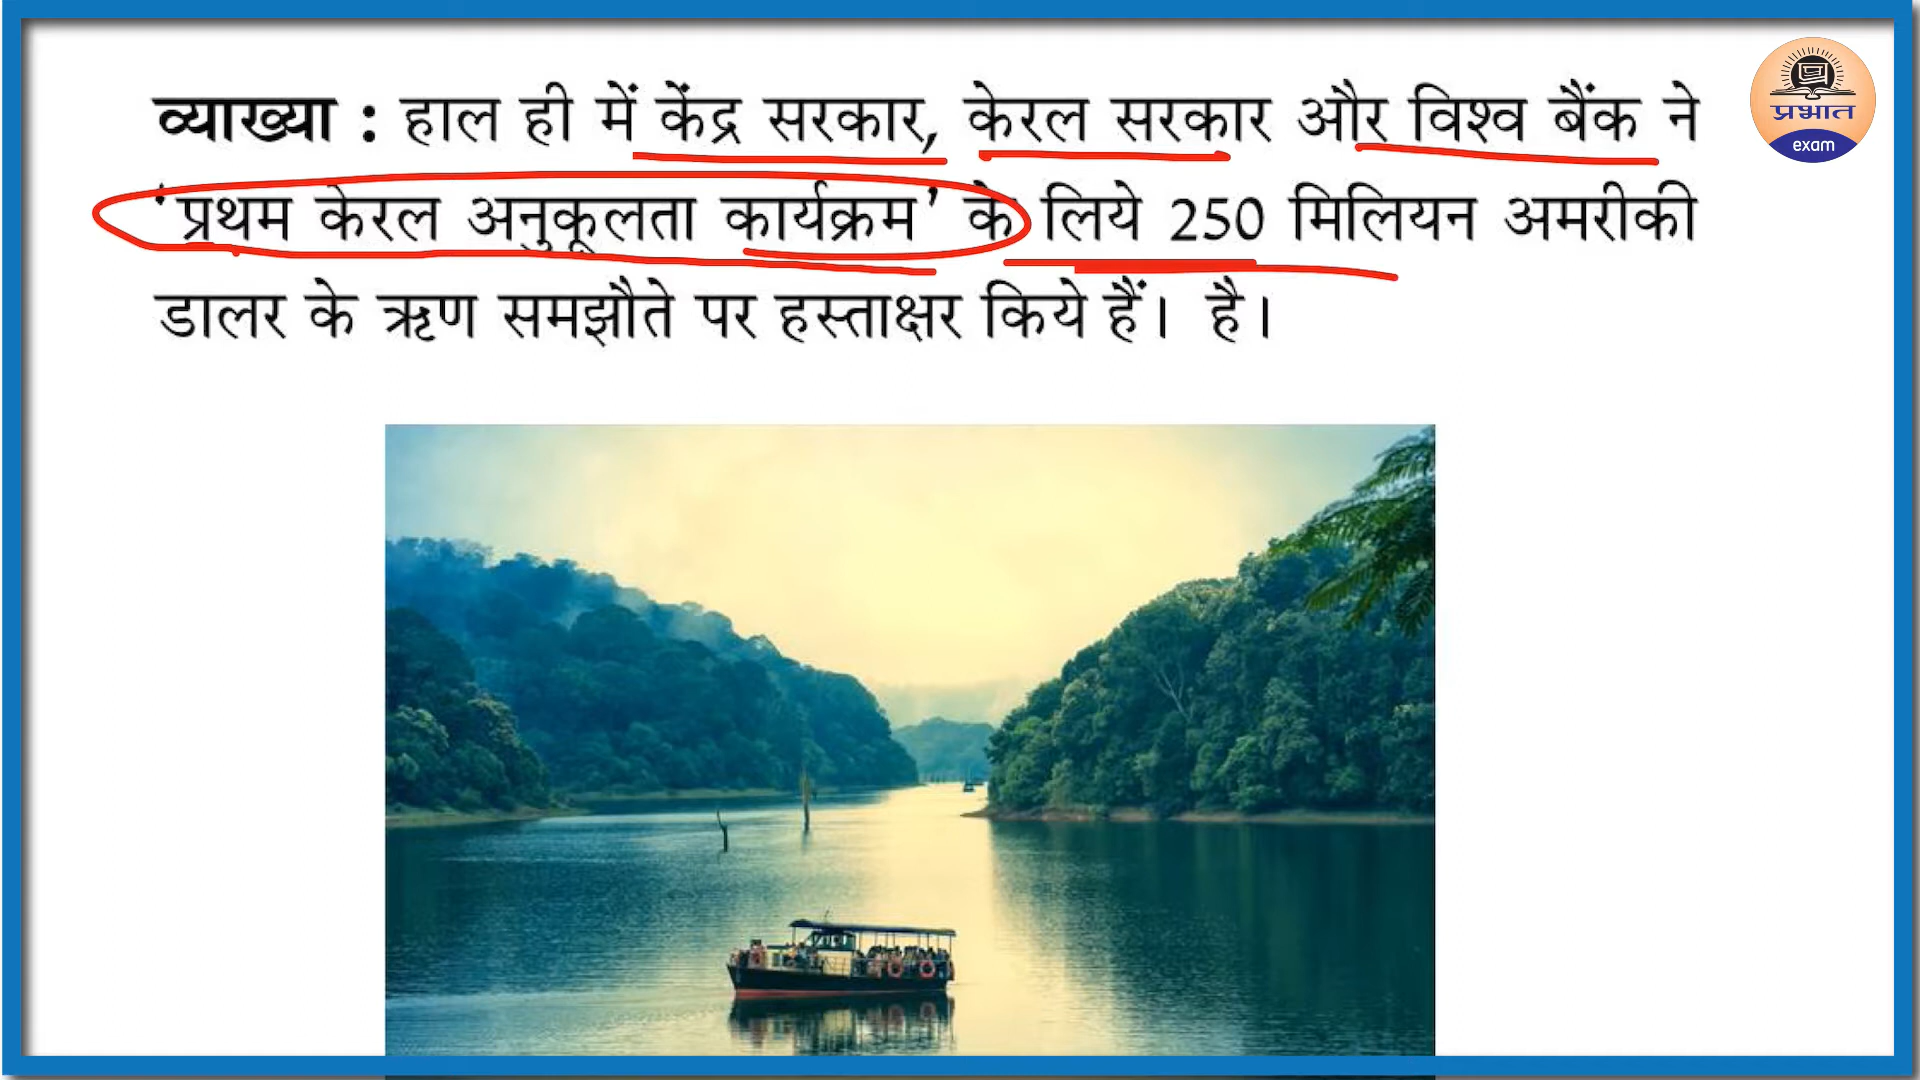 व्याख्या : हाल ही में केंद्र सरकार, केरल सरकार और विश्व बैंक ने
‘प्रथम केरल अनुकूलता कार्यक्रम’ के लिये 250 मिलियन अमरीकी
डालर के ऋण समझौते पर हस्ताक्षर किये हैं। है।
प्रभात
exam